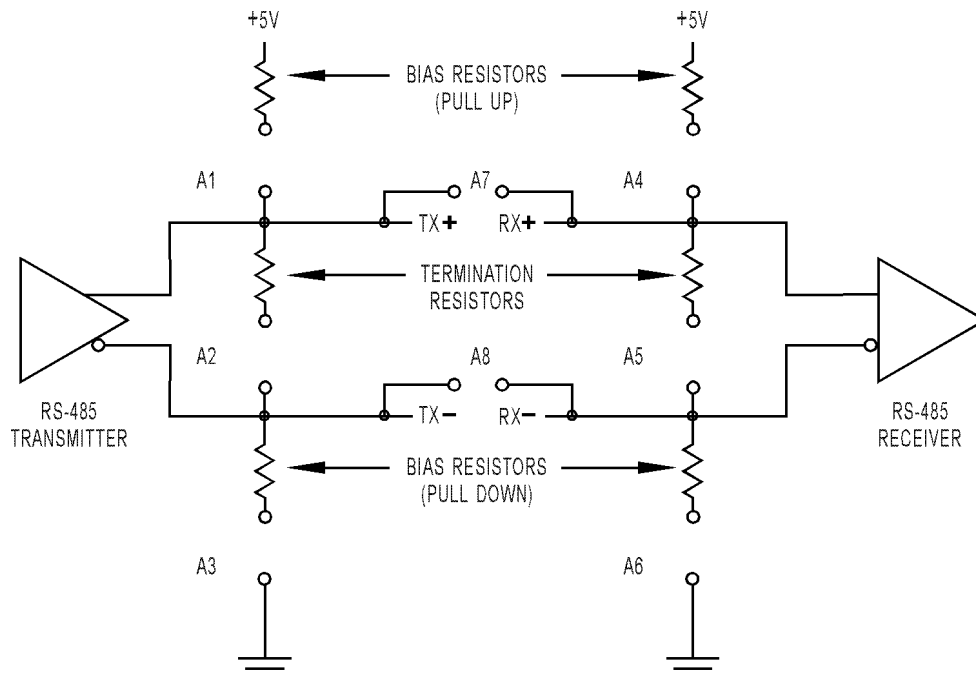 +5V
+5V
BIAS RESISTORS
(PULL UP)
A1
A7
A4
TX+
RX+
TERMINATION
RESISTORS
A2
A8
A5
TX−
RX−
RS-485
TRANSMITTER
RS-485
RECEIVER
BIAS RESISTORS
(PULL DOWN)
A3
A6